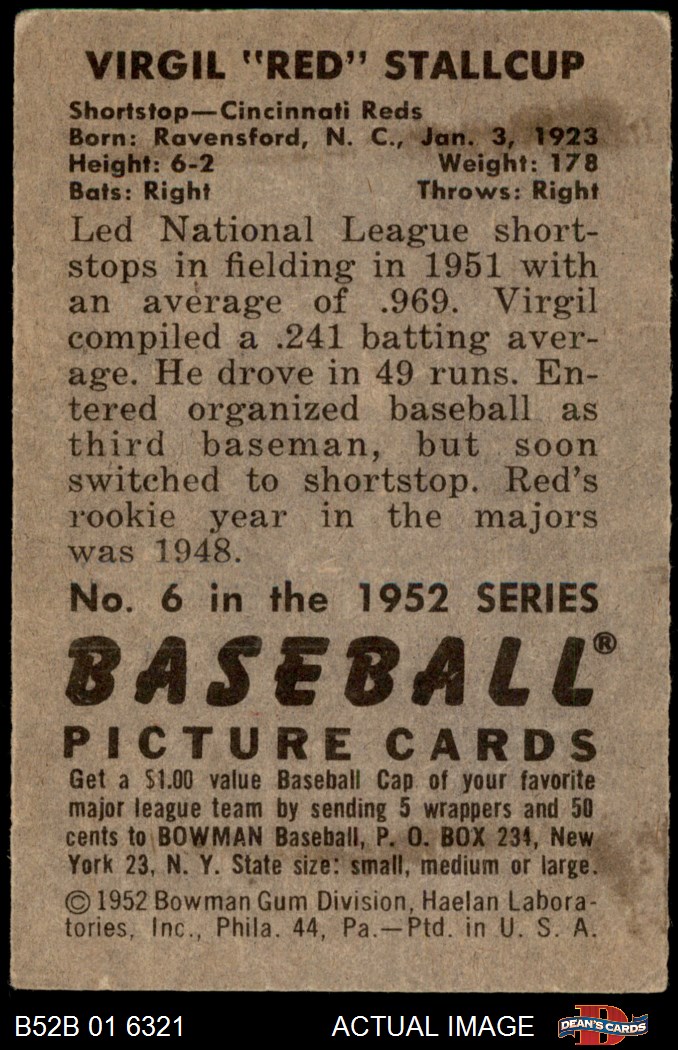 VIRGIL "RED" STALLCUP
Shortstop—Cincinnati Reds
Born: Ravensford, N. C., Jan. 3, 1923
Height: 6-2 Weight: 178
Bats: Right Throws: Right
Led National League short-
stops in fielding in 1951 with
an average of .969. Virgil
compiled a .241 batting aver-
age. He drove in 49 runs. En-
tered organized baseball as
third baseman, but soon
switched to shortstop. Red's
rookie year in the majors
was 1948.
No. 6 in the 1952 SERIES
BASEBALL®
PICTURE CARDS
Get a $1.00 value Baseball Cap of your favorite
major league team by sending 5 wrappers and 50
cents to BOWMAN Baseball, P. O. BOX 234, New
York 23, N. Y. State size: small, medium or large.
©1952 Bowman Gum Division, Haelan Labora-
tories, Inc., Phila. 44, Pa.—Ptd. in U. S. A.
B52B 01 6321 ACTUAL IMAGE D DEAN'S CARDS